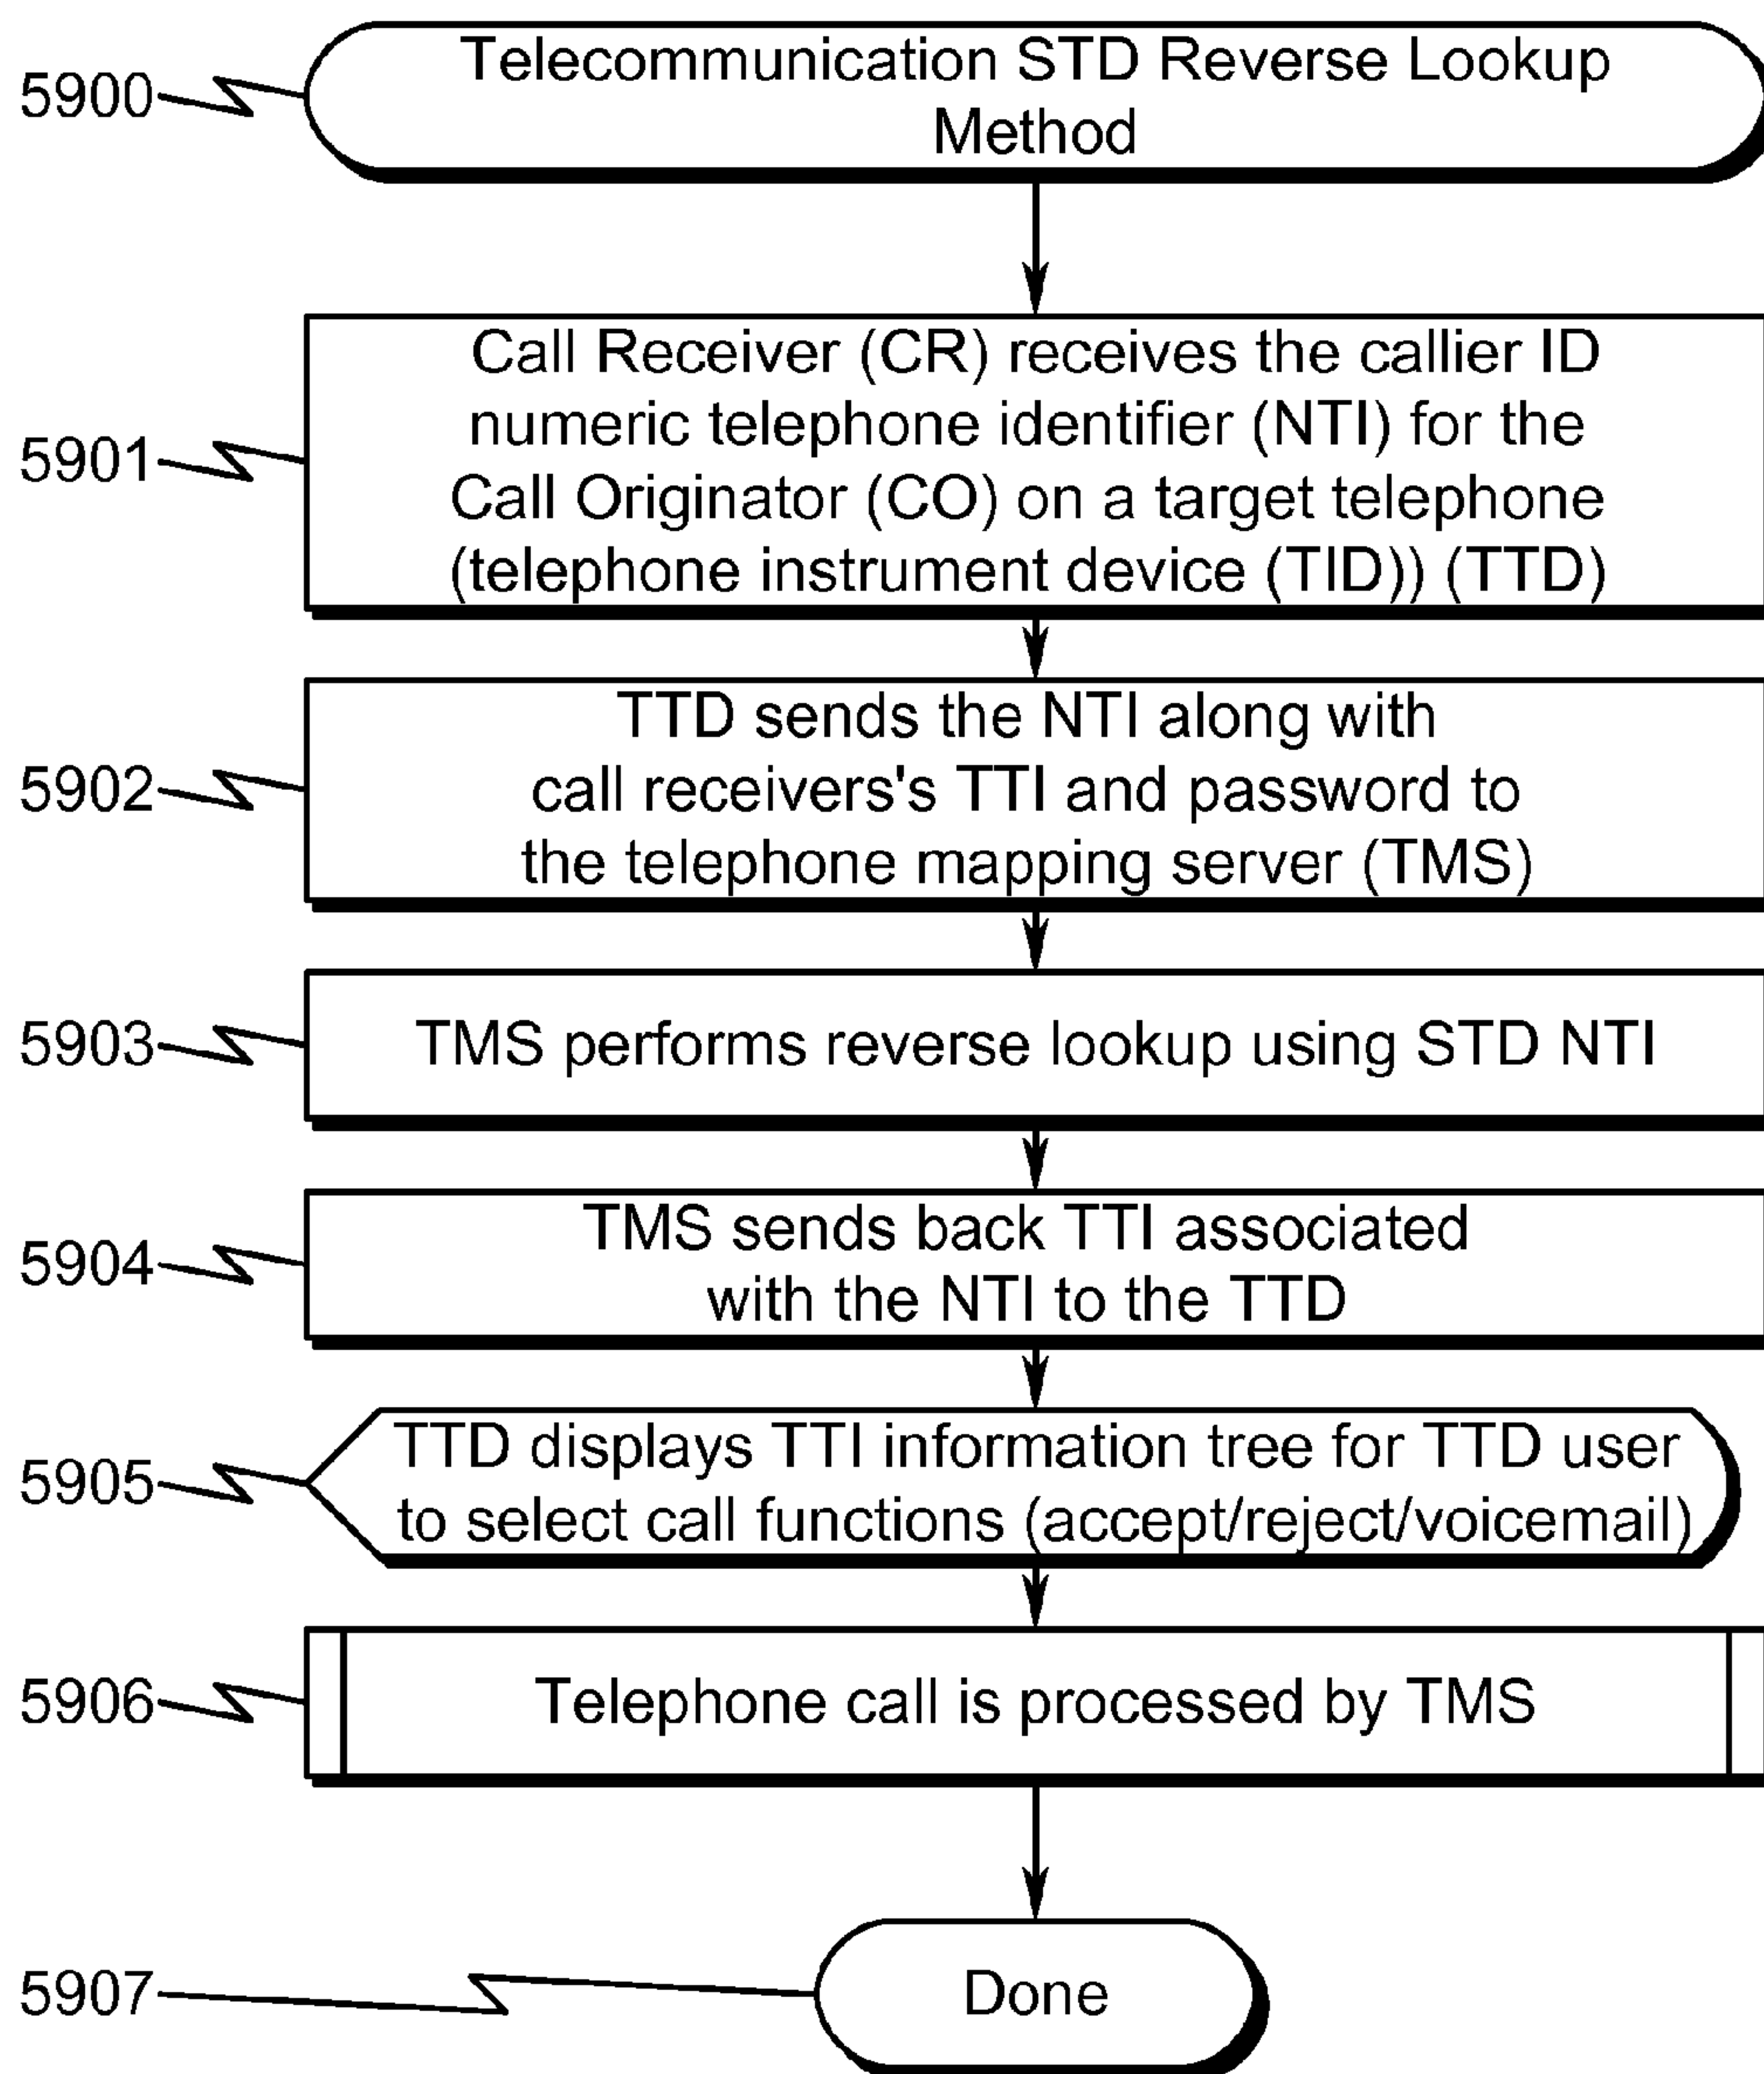 Telecommunication STD Reverse Lookup
Method
5900
Call Receiver (CR) receives the callier ID
numeric telephone identifier (NTI) for the
Call Originator (CO) on a target telephone
(telephone instrument device (TID)) (TTD)
5901
TTD sends the NTI along with
call receivers's TTI and password to
the telephone mapping server (TMS)
5902
TMS performs reverse lookup using STD NTI
5903
TMS sends back TTI associated
with the NTI to the TTD
5904
TTD displays TTI information tree for TTD user
to select call functions (accept/reject/voicemail)
5905
Telephone call is processed by TMS
5906
Done
5907